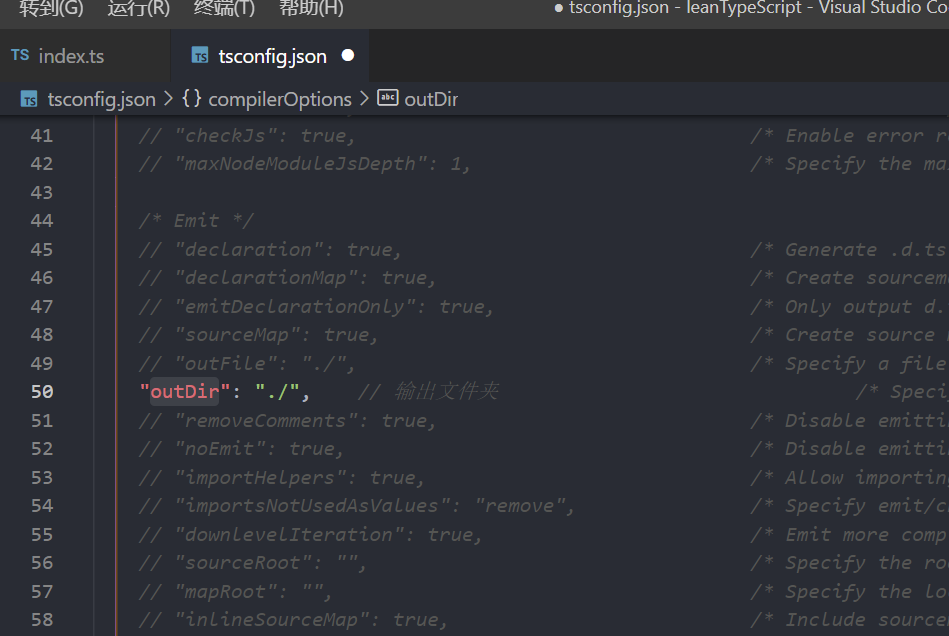 转到(G) 运行(R) 终端(T) 帮助(H) ● tsconfig.json - leanTypeScript - Visual Studio Co
TS index.ts TS tsconfig.json ●
TS tsconfig.json > {} compilerOptions > abc outDir
41 // "checkJs": true, /* Enable error r
42 // "maxNodeModuleJsDepth": 1, /* Specify the ma
43
44 /* Emit */
45 // "declaration": true, /* Generate .d.ts
46 // "declarationMap": true, /* Create sourcem
47 // "emitDeclarationOnly": true, /* Only output d.
48 // "sourceMap": true, /* Create source
49 // "outFile": "./", /* Specify a file
50 "outDir": "./", // 输出文件夹 /* Speci
51 // "removeComments": true, /* Disable emitti
52 // "noEmit": true, /* Disable emitti
53 // "importHelpers": true, /* Allow importin
54 // "importsNotUsedAsValues": "remove", /* Specify emit/c
55 // "downlevelIteration": true, /* Emit more comp
56 // "sourceRoot": "", /* Specify the ro
57 // "mapRoot": "", /* Specify the lo
58 // "inlineSourceMap": true, /* Include source